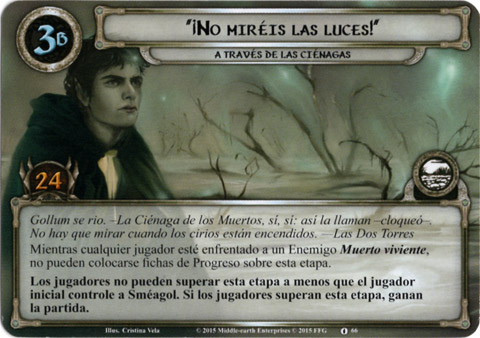 3B
"¡No miréis las luces!"
A través de las Ciénagas
24
Gollum se rio. –La Ciénaga de los Muertos, sí, sí: así la llaman –cloqueó–.
No hay que mirar cuando los cirios están encendidos. — Las Dos Torres
Mientras cualquier jugador esté enfrentado a un Enemigo Muerto viviente,
no pueden colocarse fichas de Progreso sobre esta etapa.
Los jugadores no pueden superar esta etapa a menos que el jugador
inicial controle a Sméagol. Si los jugadores superan esta etapa, ganan
la partida.
Illus. Cristina Vela
© 2015 Middle-earth Enterprises © 2015 FFG
66